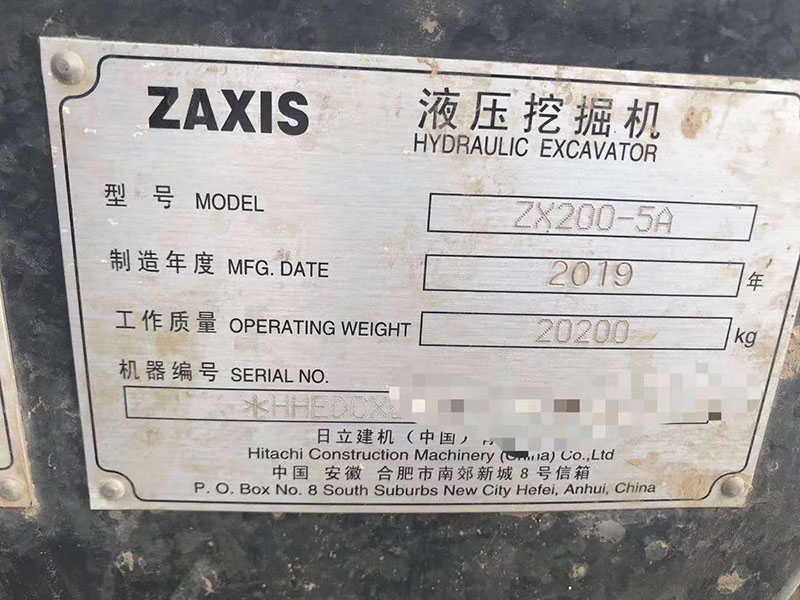 ZAXIS 液压挖掘机
HYDRAULIC EXCAVATOR
型号 MODEL ZX200-5A
制造年度 MFG. DATE 2019 年
工作质量 OPERATING WEIGHT 20200 kg
机器编号 SERIAL NO.
*HHEDCX
日立建机(中国)有
Hitachi Construction Machinery (China) Co.,Ltd
中国 安徽 合肥市南郊新城8号信箱
P. O. Box No. 8 South Suburbs New City Hefei, Anhui, China